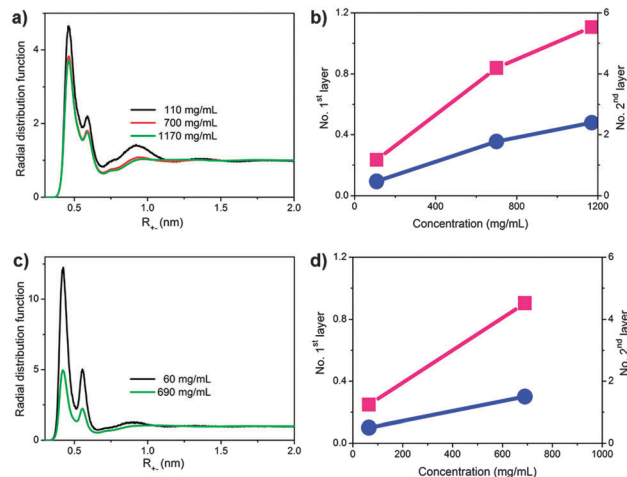 a)
Radial distribution function
4
2
0
110 mg/mL
700 mg/mL
1170 mg/mL
0.5 1.0 1.5 2.0
R+- (nm)
b)
No. 1st layer
1.2
0.8
0.4
0.0
6
5
4
3
2
1
0
No. 2nd layer
0 400 800 1200
Concentration (mg/mL)
c)
Radial distribution function
10
5
0
60 mg/mL
690 mg/mL
0.5 1.0 1.5 2.0
R+- (nm)
d)
No. 1st layer
1.2
0.8
0.4
0.0
6
4
2
0
No. 2nd layer
0 200 400 600 800 1000
Concentration (mg/mL)